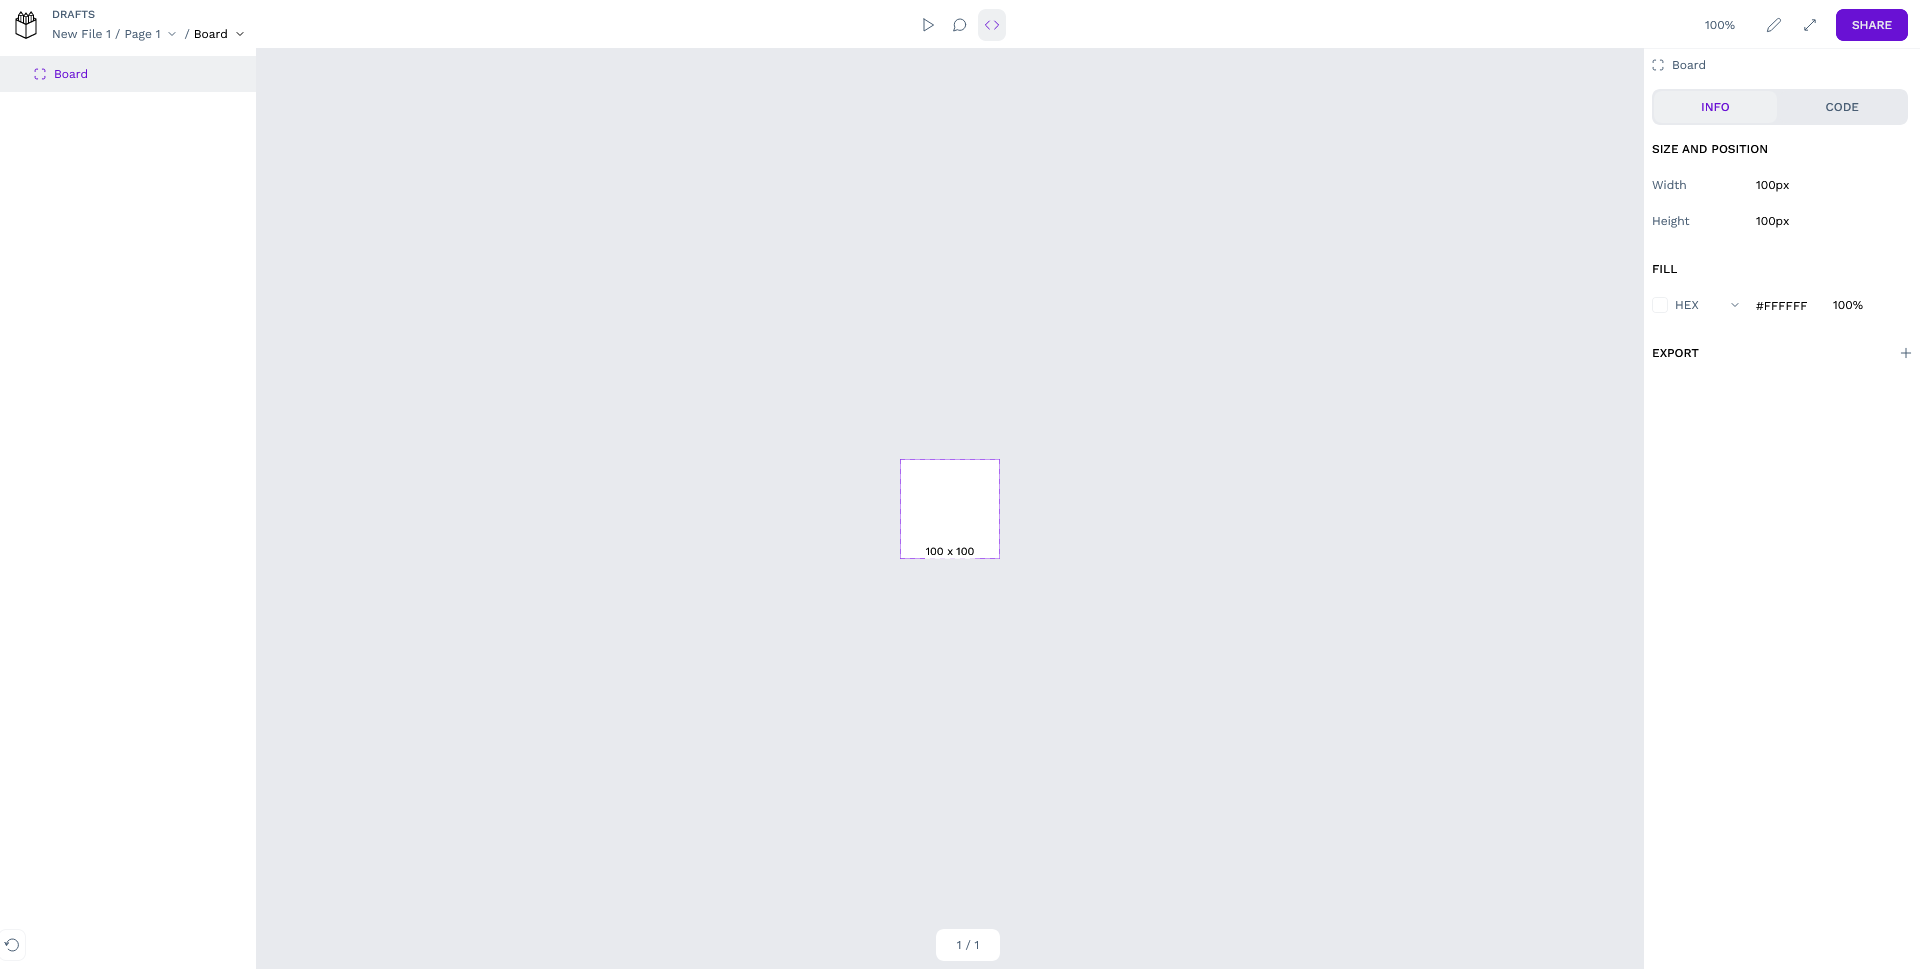 DRAFTS
New File 1 / Page 1 / Board
100%
SHARE
Board
Board
INFO
CODE
SIZE AND POSITION
Width 100px
Height 100px
FILL
HEX #FFFFFF 100%
EXPORT
100 x 100
1 / 1